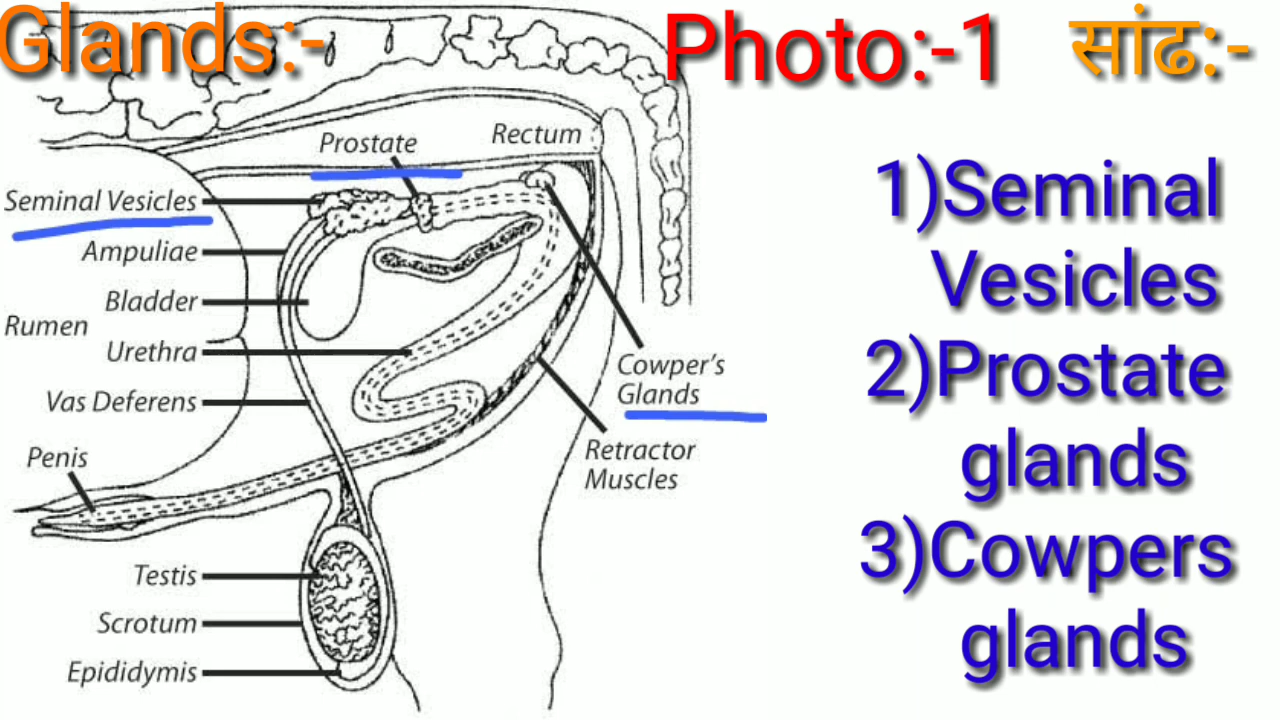 Glands:-
Photo:-1
सांढ:-
Prostate
Rectum
Seminal Vesicles
Ampuliae
Bladder
Rumen
Urethra
Vas Deferens
Penis
Cowper's
Glands
Retractor
Muscles
Testis
Scrotum
Epididymis
1)Seminal
Vesicles
2)Prostate
glands
3)Cowpers
glands